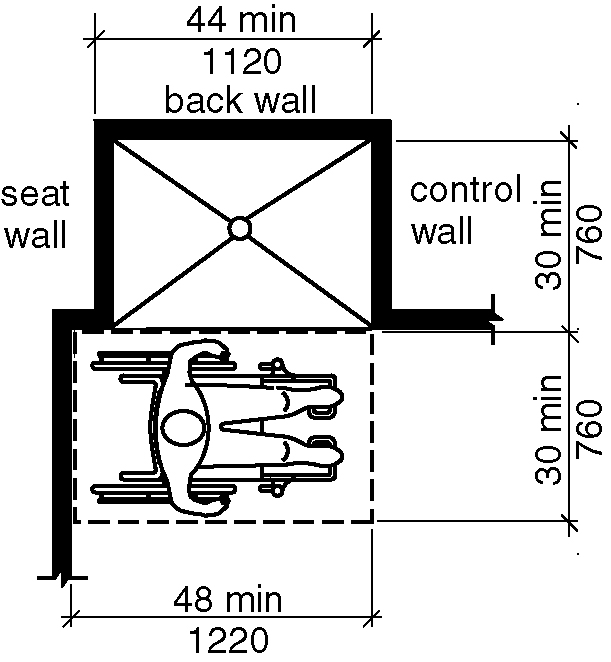 44 min
1120
back wall
seat
wall
control
wall
30 min
760
30 min
760
48 min
1220